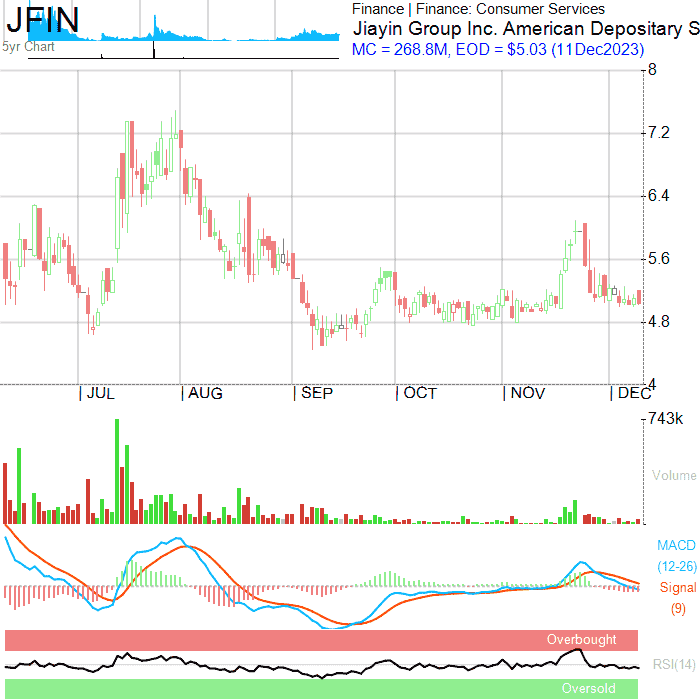 JFIN
5yr Chart
Finance | Finance: Consumer Services
Jiayin Group Inc. American Depositary S
MC = 268.8M, EOD = $5.03 (11Dec2023)
8
7.2
6.4
5.6
4.8
4
| JUL | AUG | SEP | OCT | NOV | DEC
743k
Volume
MACD
(12-26)
Signal
(9)
Overbought
RSI(14)
Oversold